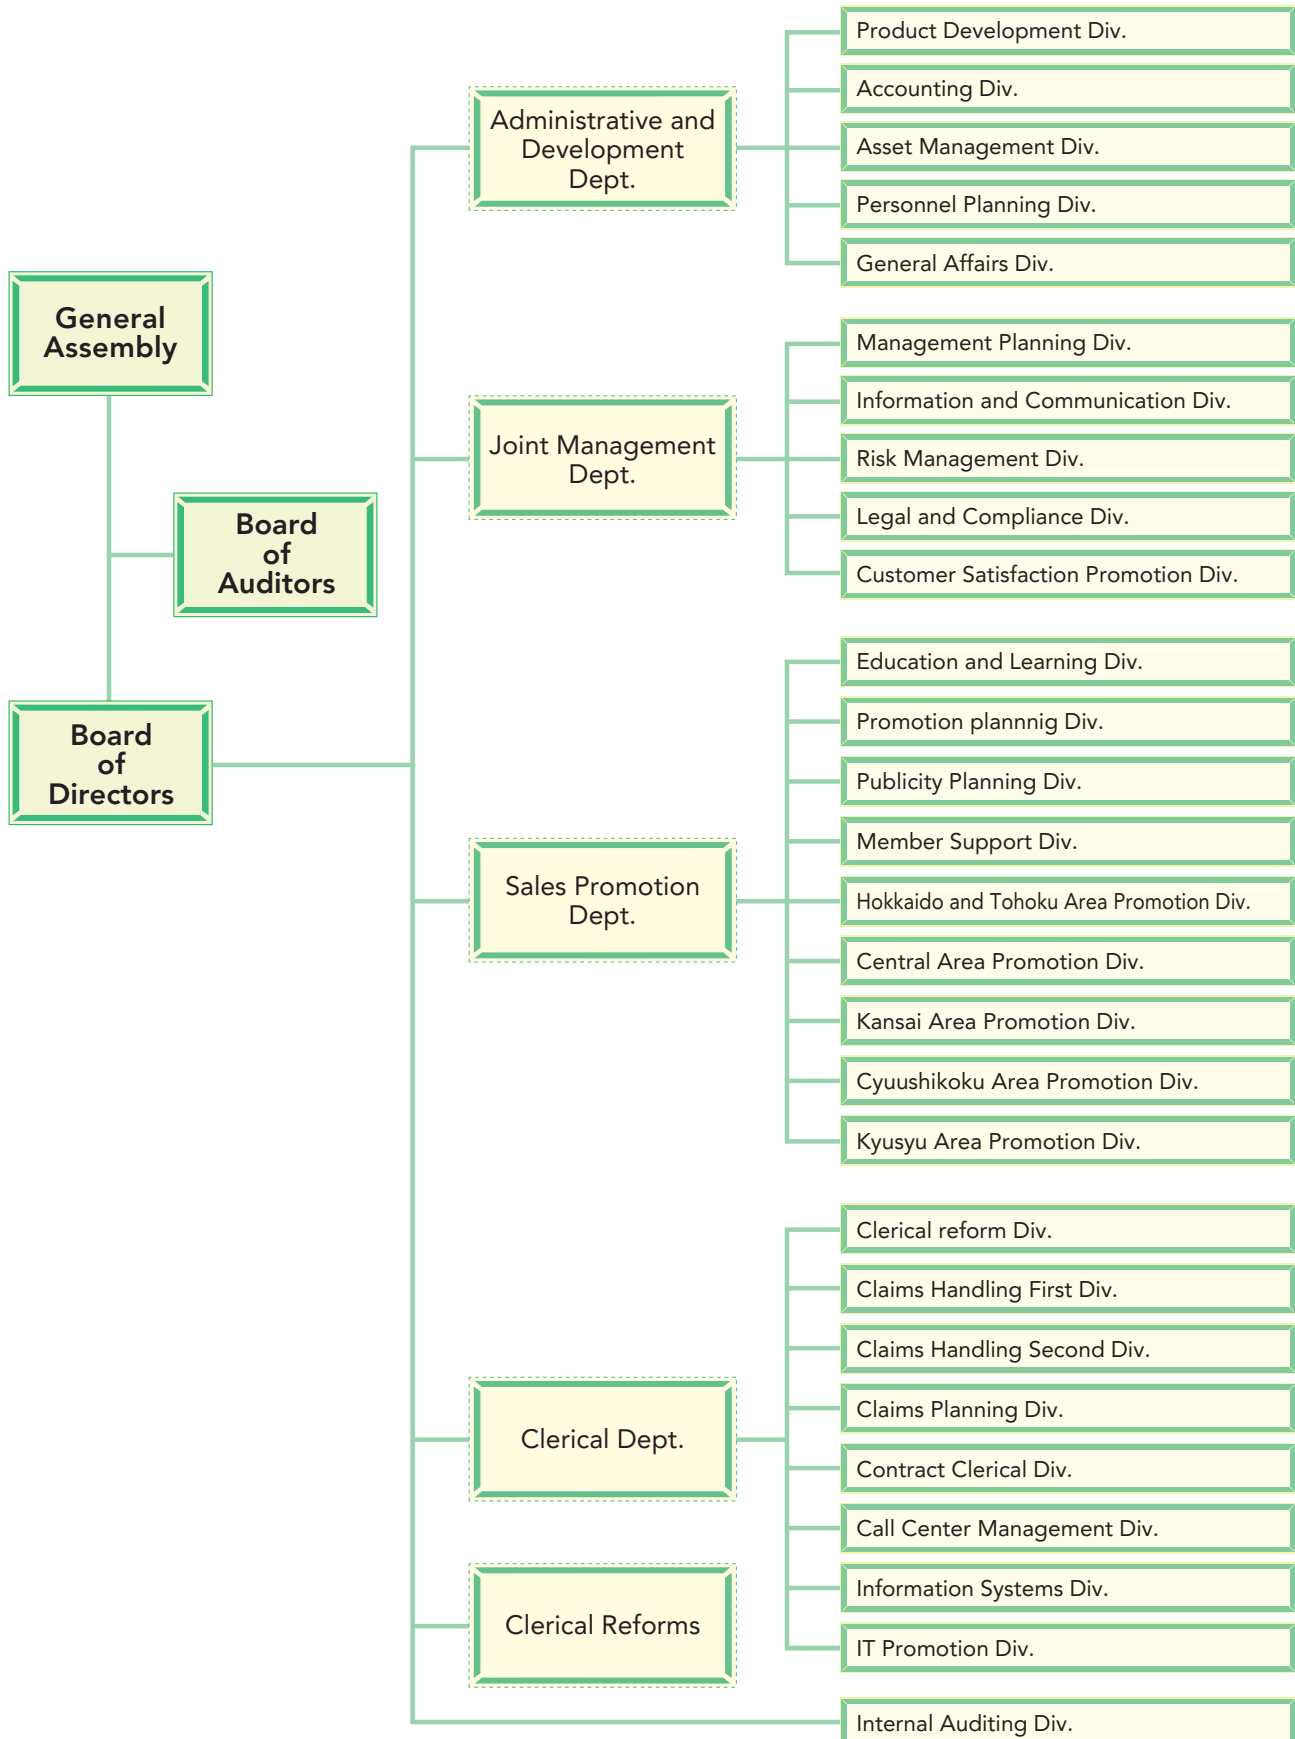 General
Assembly
Board
of
Auditors
Board
of
Directors
Administrative and
Development
Dept.
Product Development Div.
Accounting Div.
Asset Management Div.
Personnel Planning Div.
General Affairs Div.
Joint Management
Dept.
Management Planning Div.
Information and Communication Div.
Risk Management Div.
Legal and Compliance Div.
Customer Satisfaction Promotion Div.
Sales Promotion
Dept.
Education and Learning Div.
Promotion plannnig Div.
Publicity Planning Div.
Member Support Div.
Hokkaido and Tohoku Area Promotion Div.
Central Area Promotion Div.
Kansai Area Promotion Div.
Cyuushikoku Area Promotion Div.
Kyusyu Area Promotion Div.
Clerical Dept.
Clerical reform Div.
Claims Handling First Div.
Claims Handling Second Div.
Claims Planning Div.
Contract Clerical Div.
Call Center Management Div.
Information Systems Div.
IT Promotion Div.
Clerical Reforms
Internal Auditing Div.